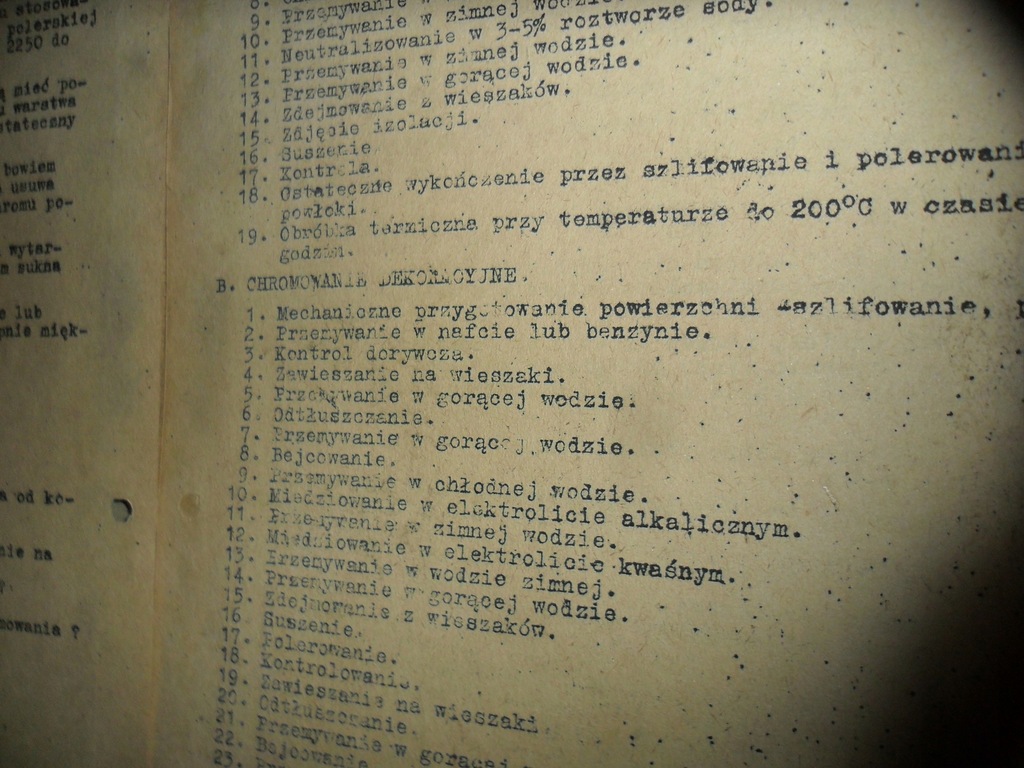 stosowa-
polerskiej
2250 do
mieć po-
warstwa
stateczny
bowiem
usuwa
chromu po-
wytar-
sukna
lub
mięk-
od ko-
na
mowania ?
9. Przemywanie w
10. Przemywanie w zimnej wodzie.
11. Neutralizowanie w 3-5% roztworze sody.
12. Przemywanie w zimnej wodzie.
13. Przemywanie w gorącej wodzie.
14. Zdejmowanie z wieszaków.
15. Zdjęcie izolacji.
16. Suszenie.
17. Kontrola.
18. Ostateczne wykończenie przez szlifowanie i polerowani
powłoki.
19. Obróbka termiczna przy temperaturze do 200°C w czasie
godzin.
B. CHROMOWANIE DEKORACYJNE.
1. Mechaniczne przygotowanie powierzchni -szlifowanie,
2. Przemywanie w nafcie lub benzynie.
3. Kontrol dorywcza.
4. Zawieszanie na wieszaki.
5. Przemywanie w gorącej wodzie.
6. Odtłuszczanie.
7. Przemywanie w gorącej wodzie.
8. Bejcowanie.
9. Przemywanie w chłodnej wodzie.
10. Miedziowanie w elektrolicie alkalicznym.
11. Przemywanie w zimnej wodzie.
12. Miedziowanie w elektrolicie kwaśnym.
13. Przemywanie w wodzie zimnej.
14. Przemywanie w gorącej wodzie.
15. Zdejmowanie z wieszaków.
16. Suszenie.
17. Polerowanie.
18. Kontrolowanie.
19. Zawieszanie na wieszaki.
20. Odtłuszczanie.
21. Przemywanie w gorącej
22. Bejcowanie
23.